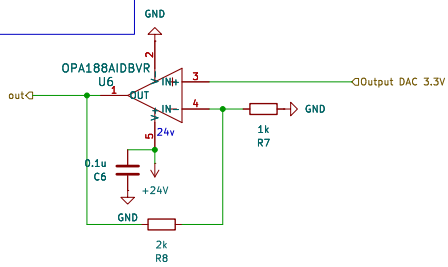 GND
2
OPA188AIDBVR
U6
IN+
3
Output DAC 3.3V
out
1
OUT
IN-
4
GND
1k
R7
5
24v
0.1u
C6
+24V
GND
2k
R8